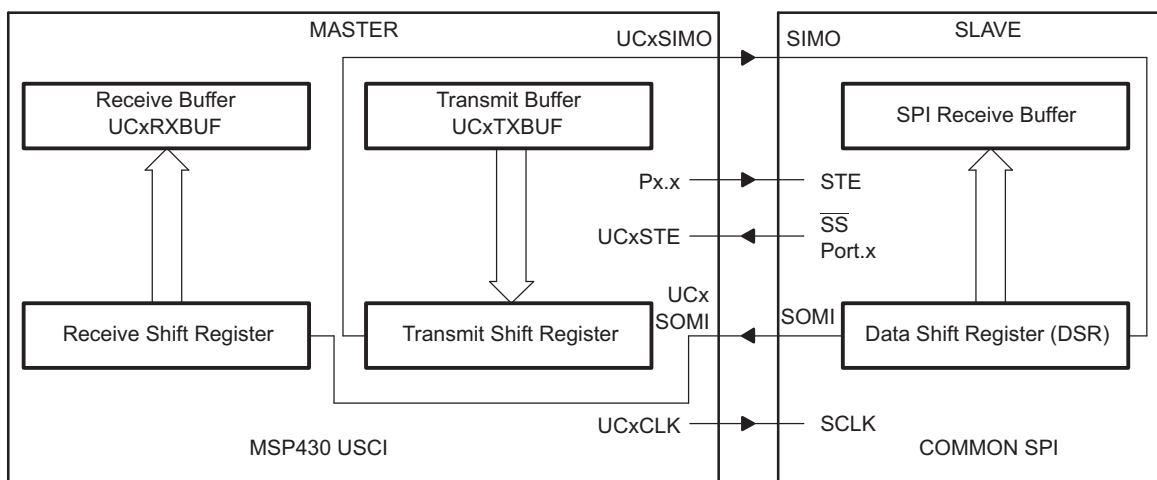 MASTER
UCxSIMO
SIMO
SLAVE
Receive Buffer
UCxRXBUF
Transmit Buffer
UCxTXBUF
SPI Receive Buffer
Px.x
STE
UCxSTE
SS
Port.x
UCx
SOMI
SOMI
Receive Shift Register
Transmit Shift Register
Data Shift Register (DSR)
UCxCLK
SCLK
MSP430 USCI
COMMON SPI